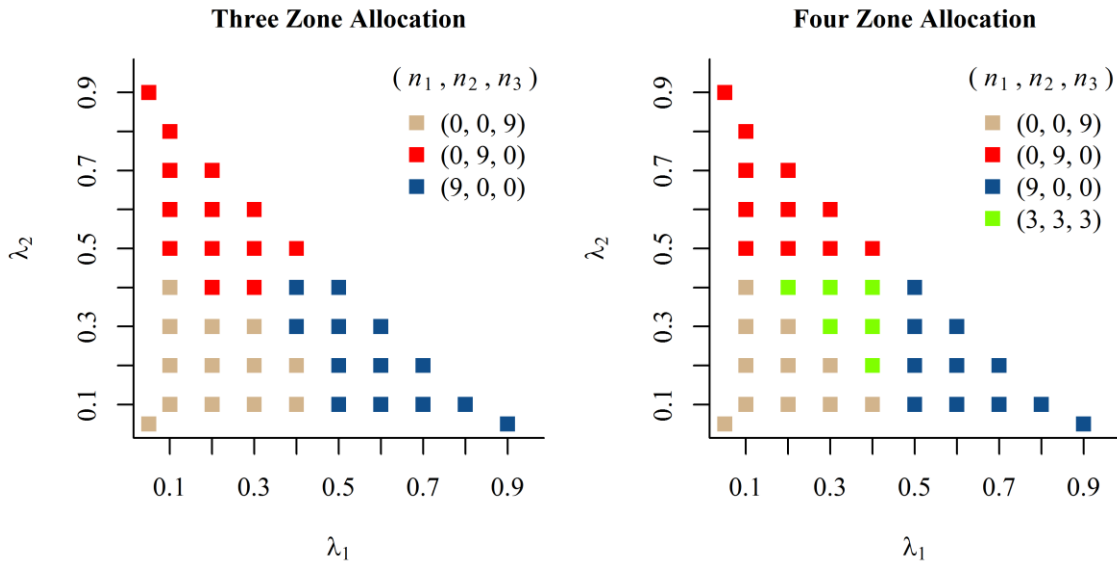 Three Zone Allocation
( n₁ , n₂ , n₃ )
(0, 0, 9)
(0, 9, 0)
(9, 0, 0)
λ₂
0.9
0.7
0.5
0.3
0.1
0.1 0.3 0.5 0.7 0.9
λ₁
Four Zone Allocation
( n₁ , n₂ , n₃ )
(0, 0, 9)
(0, 9, 0)
(9, 0, 0)
(3, 3, 3)
λ₂
0.9
0.7
0.5
0.3
0.1
0.1 0.3 0.5 0.7 0.9
λ₁